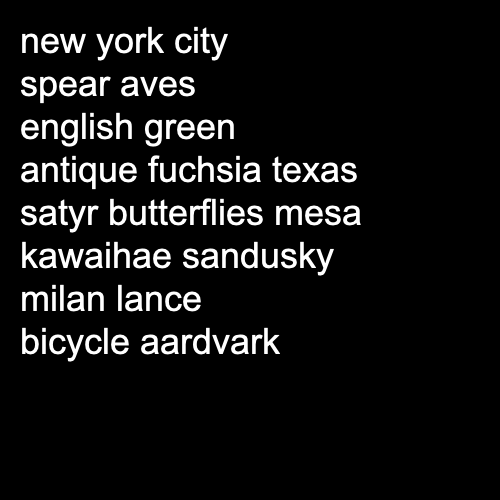 new york city
spear aves
english green
antique fuchsia texas
satyr butterflies mesa
kawaihae sandusky
milan lance
bicycle aardvark